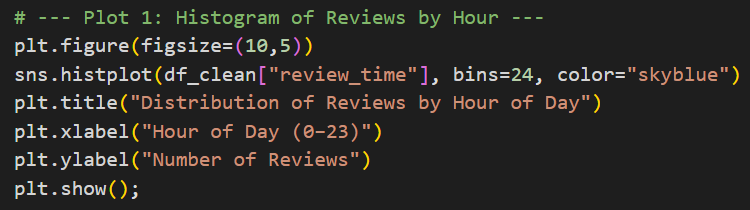 # --- Plot 1: Histogram of Reviews by Hour ---
plt.figure(figsize=(10,5))
sns.histplot(df_clean["review_time"], bins=24, color="skyblue")
plt.title("Distribution of Reviews by Hour of Day")
plt.xlabel("Hour of Day (0–23)")
plt.ylabel("Number of Reviews")
plt.show();